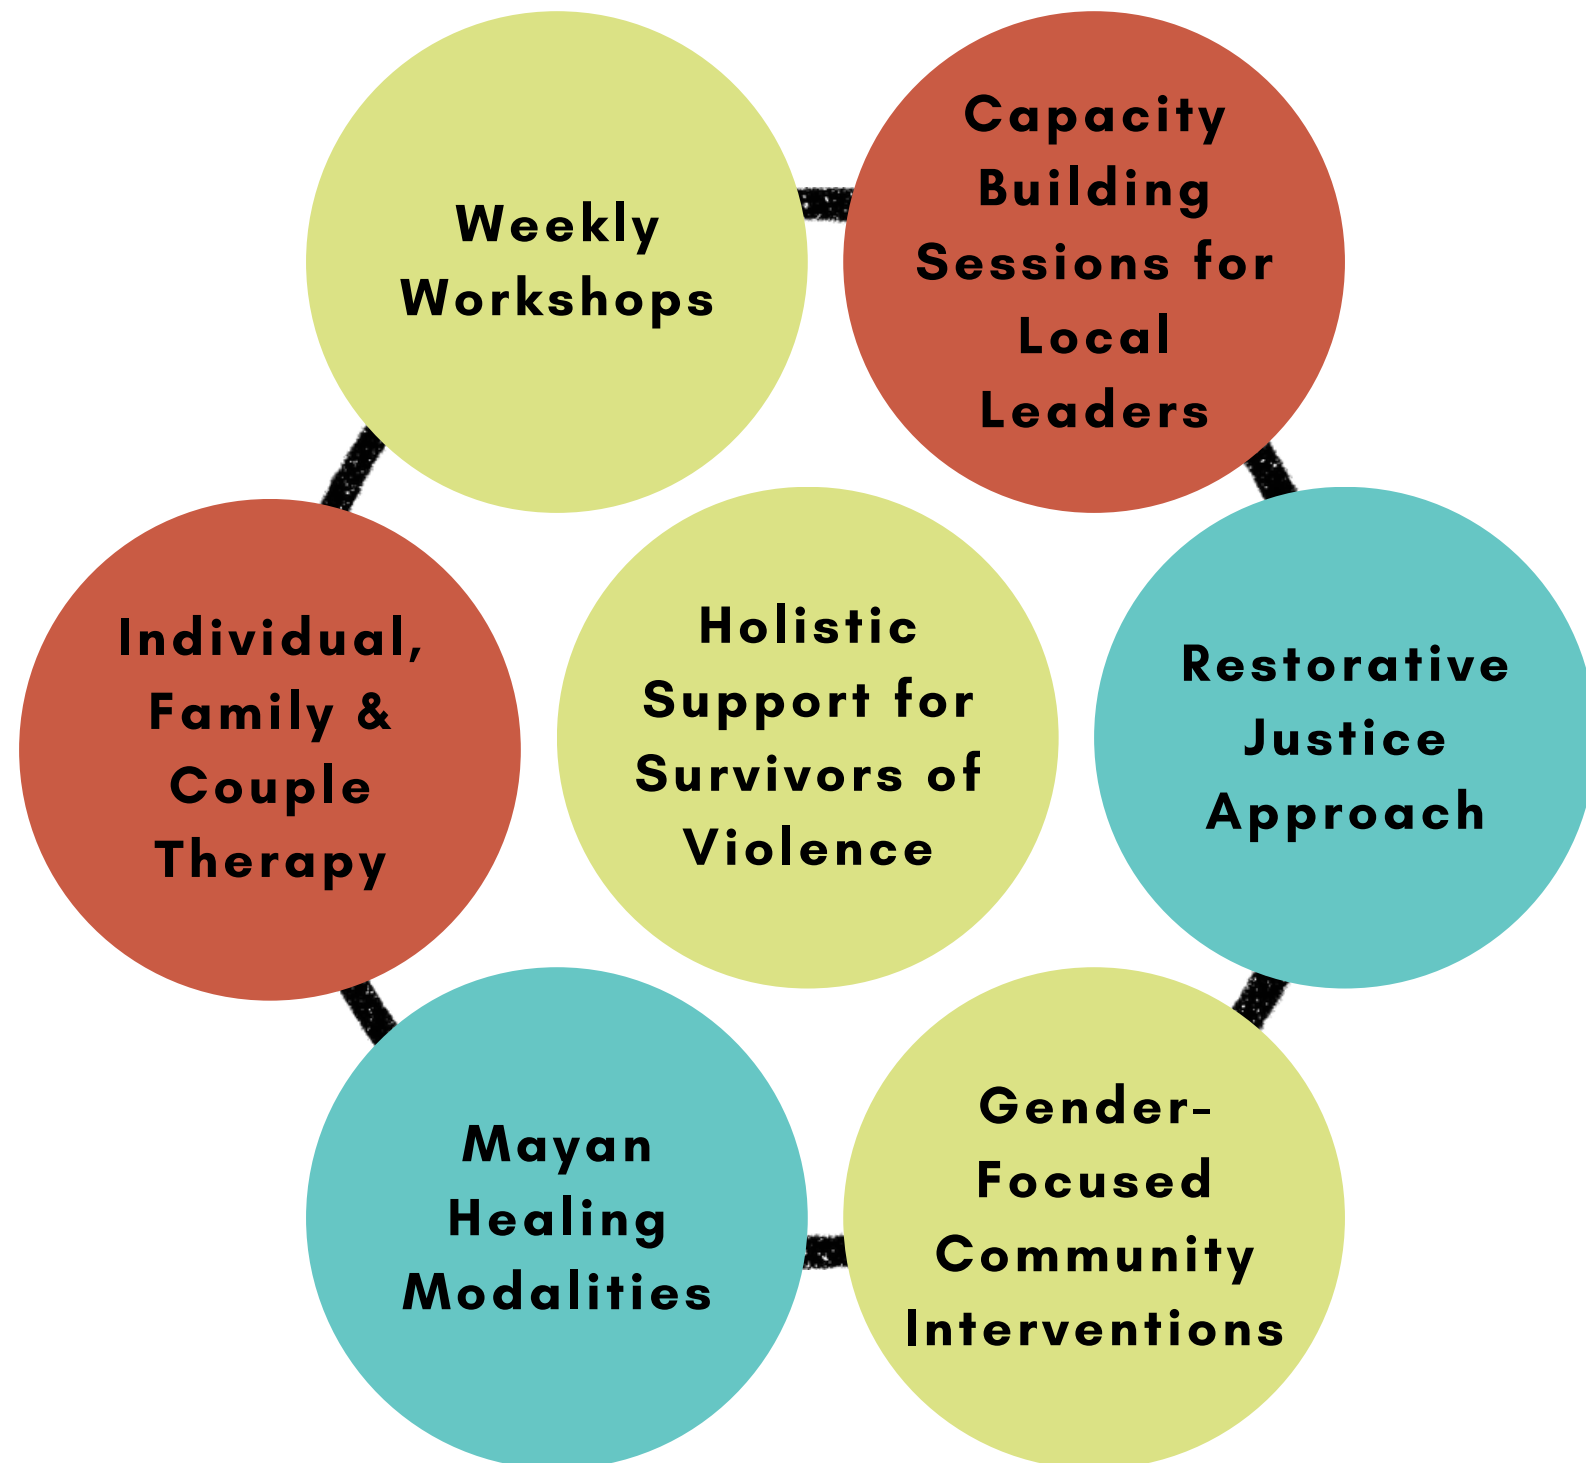 Weekly
Workshops
Capacity
Building
Sessions for
Local
Leaders
Individual,
Family &
Couple
Therapy
Holistic
Support for
Survivors of
Violence
Restorative
Justice
Approach
Mayan
Healing
Modalities
Gender-
Focused
Community
Interventions